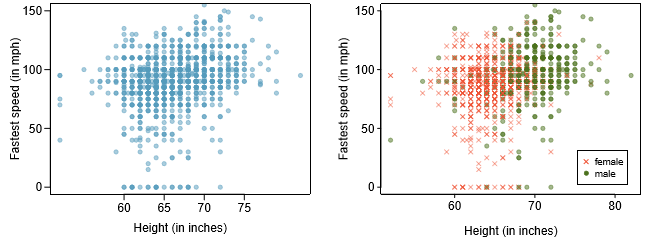 Fastest speed (in mph)
150
100
50
0
60 65 70 75
Height (in inches)
Fastest speed (in mph)
150
100
50
0
60 70 80
Height (in inches)
female
male